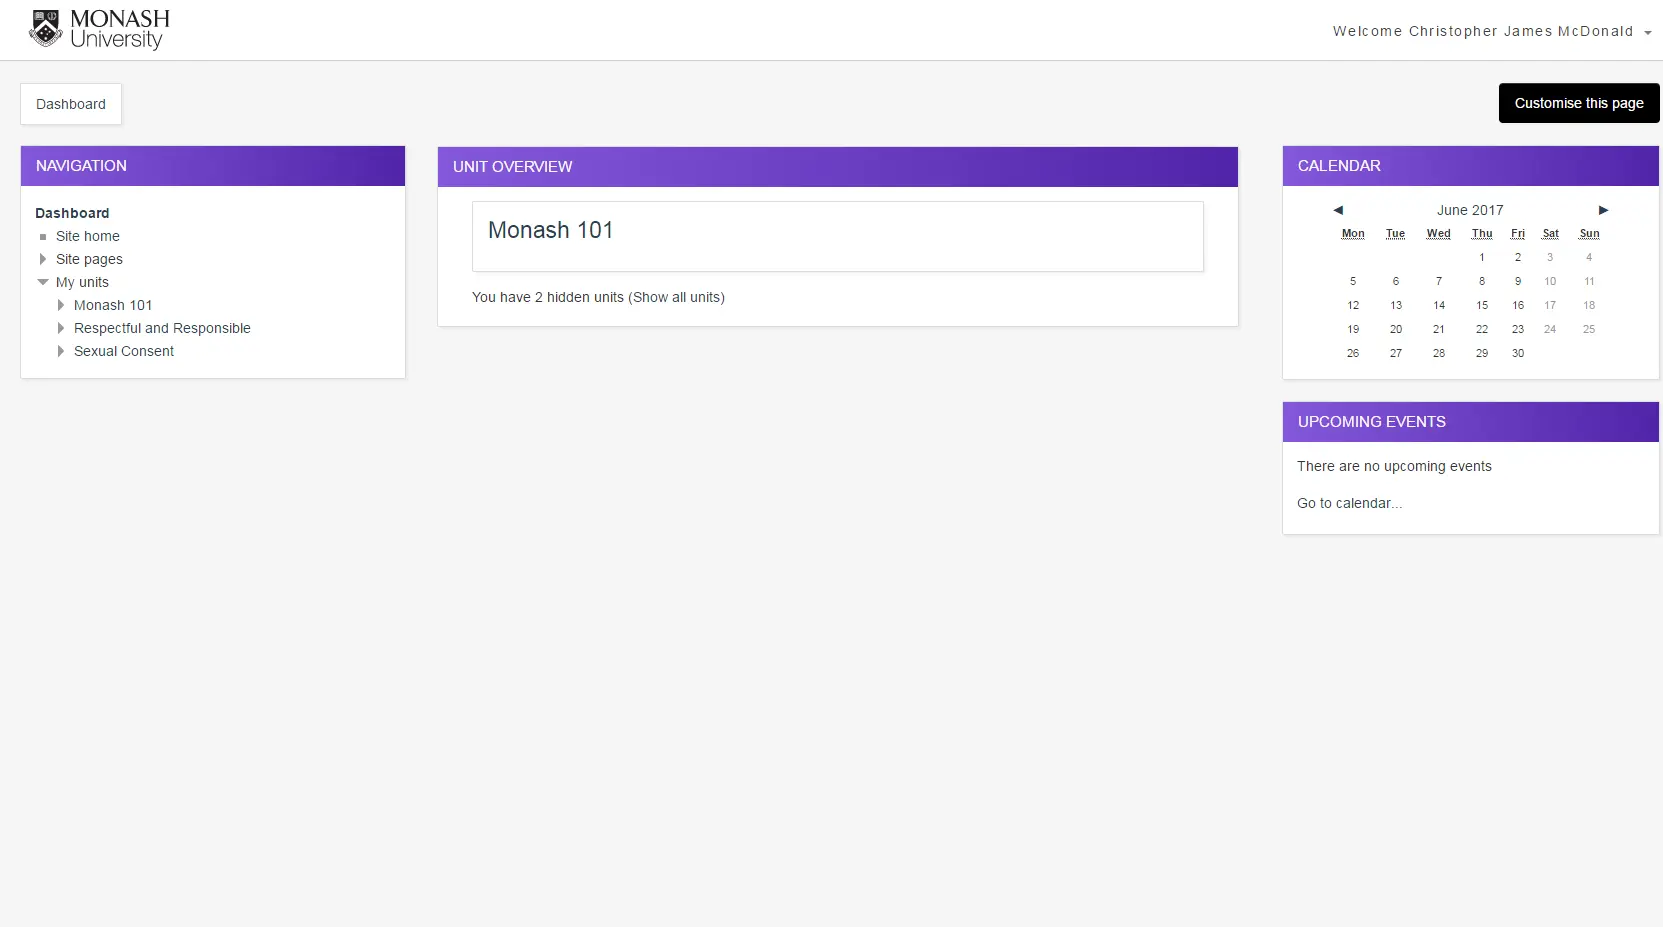 MONASH
University
Welcome Christopher James McDonald
Dashboard
Customise this page
NAVIGATION
Dashboard
Site home
Site pages
My units
Monash 101
Respectful and Responsible
Sexual Consent
UNIT OVERVIEW
Monash 101
You have 2 hidden units (Show all units)
CALENDAR
◀ June 2017 ▶
Mon Tue Wed Thu Fri Sat Sun
1 2 3 4
5 6 7 8 9 10 11
12 13 14 15 16 17 18
19 20 21 22 23 24 25
26 27 28 29 30
UPCOMING EVENTS
There are no upcoming events
Go to calendar...